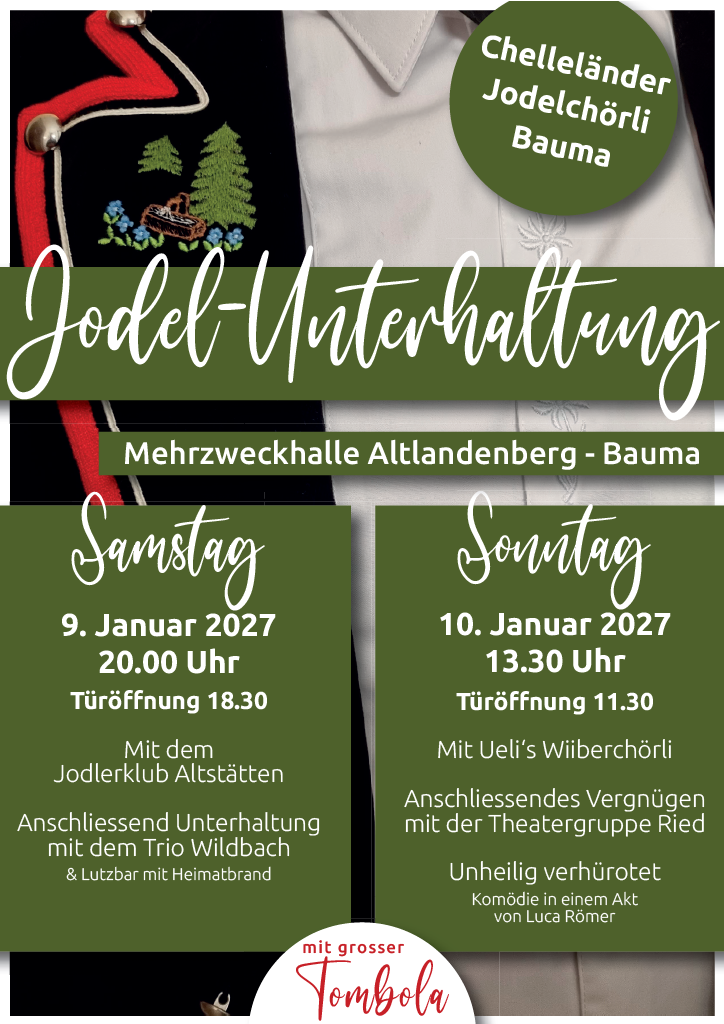 Chelleländer
Jodelchörli
Bauma
Jodel-Unterhaltung
Mehrzweckhalle Altlandenberg - Bauma
Samstag
9. Januar 2027
20.00 Uhr
Türöffnung 18.30
Mit dem
Jodlerklub Altstätten
Anschliessend Unterhaltung
mit dem Trio Wildbach
& Lutzbar mit Heimatbrand
Sonntag
10. Januar 2027
13.30 Uhr
Türöffnung 11.30
Mit Ueli‘s Wiiberchörli
Anschliessendes Vergnügen
mit der Theatergruppe Ried
Unheilig verhürotet
Komödie in einem Akt
von Luca Römer
mit grosser
Tombola